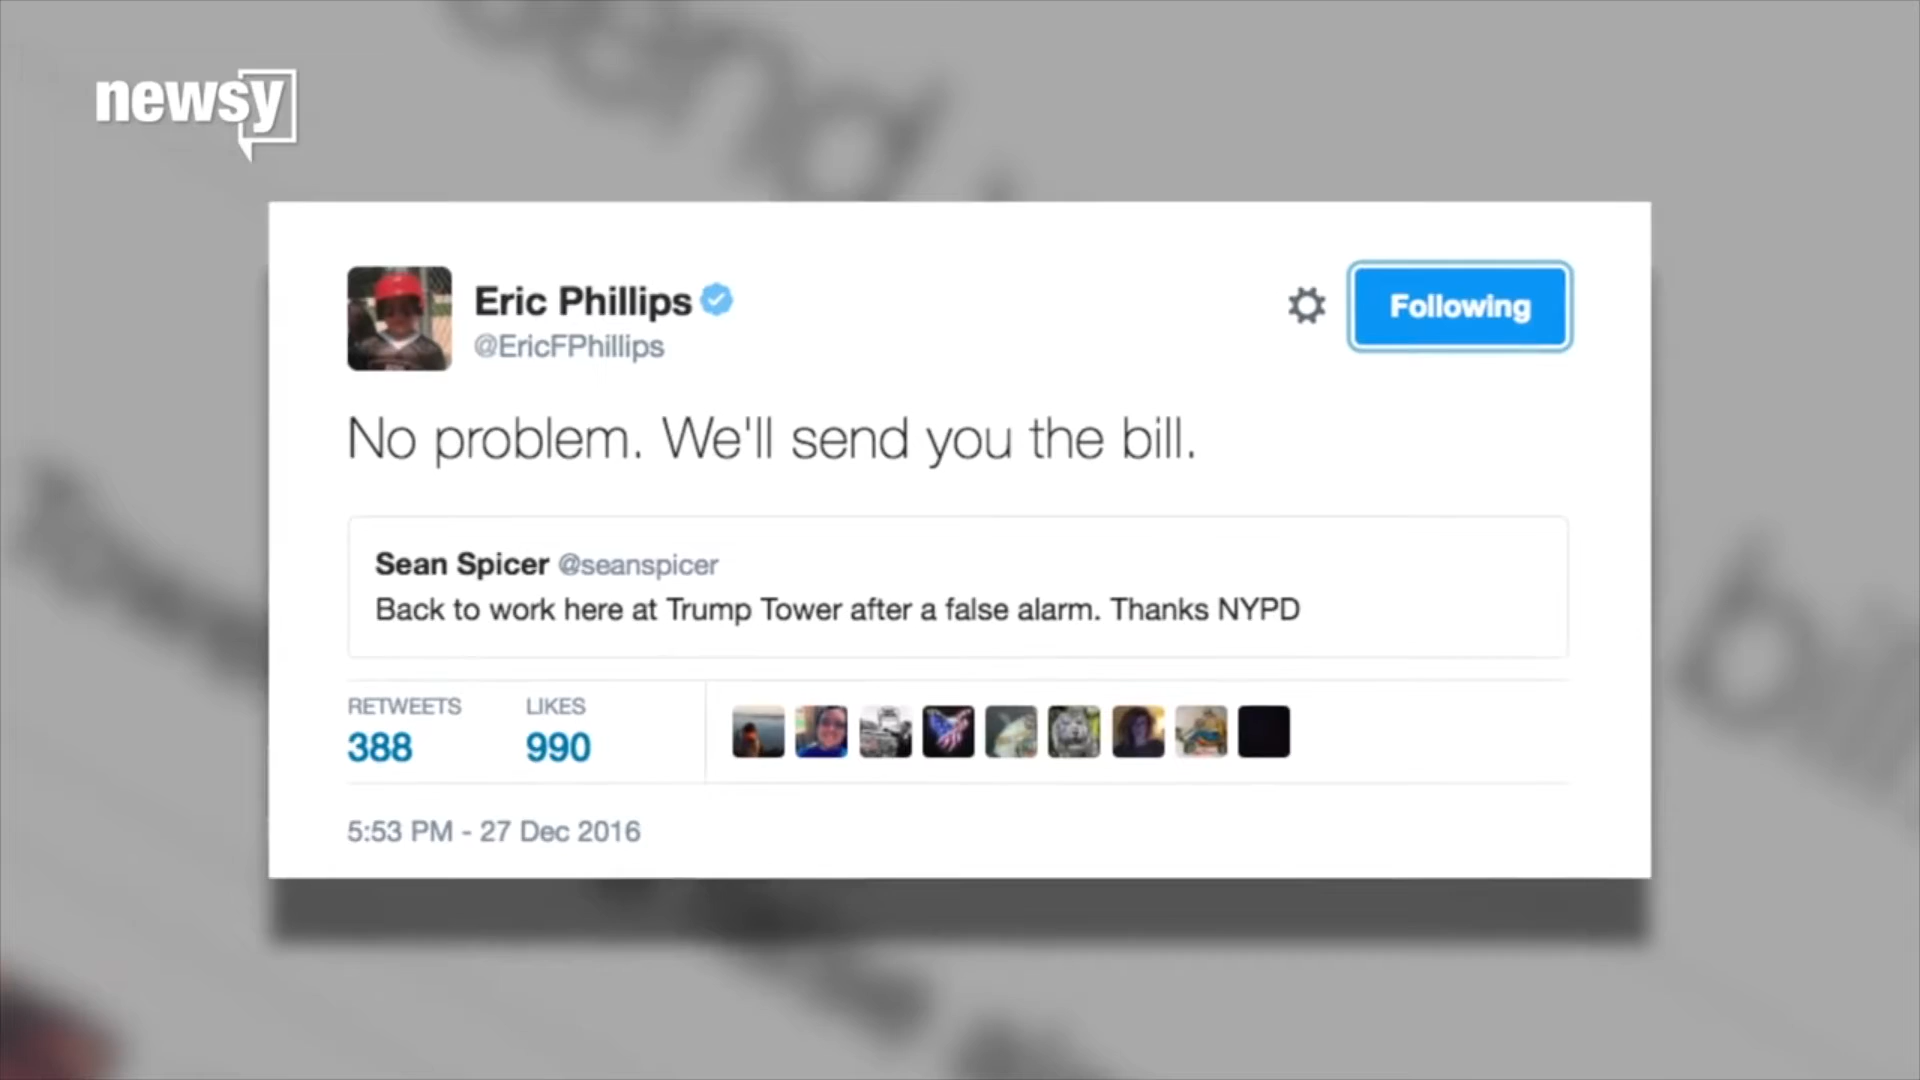 newsy
Eric Phillips
@EricFPhillips
Following
No problem. We'll send you the bill.
Sean Spicer @seanspicer
Back to work here at Trump Tower after a false alarm. Thanks NYPD
RETWEETS LIKES
388 990
5:53 PM - 27 Dec 2016